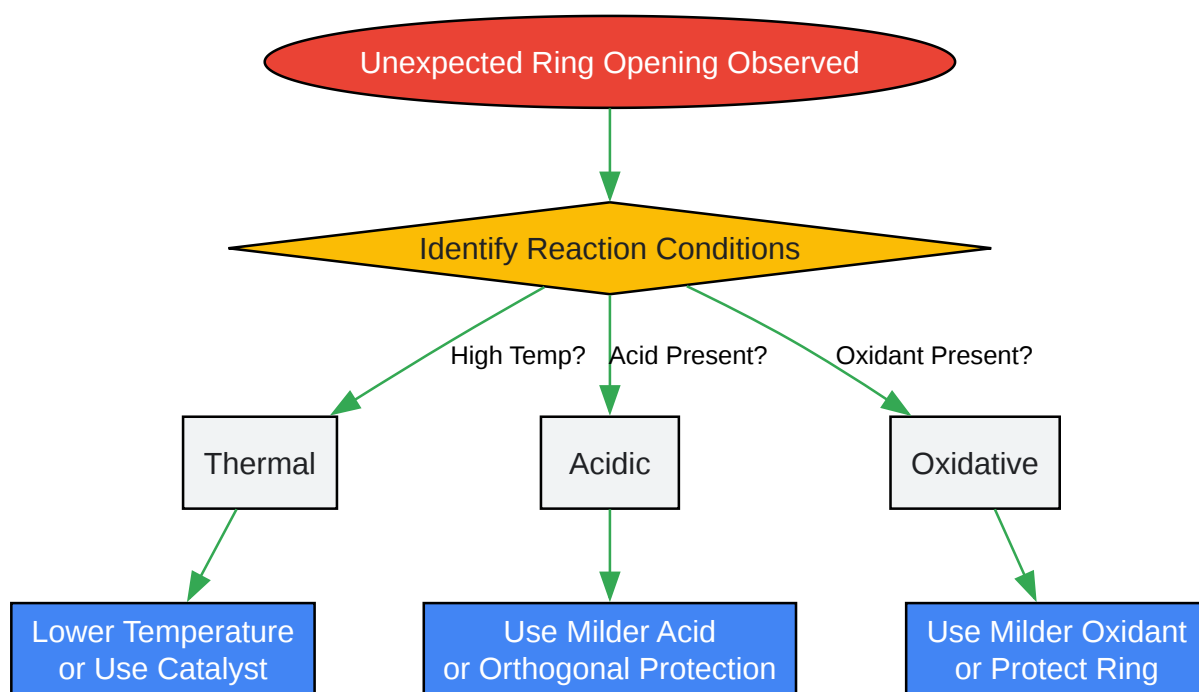 Unexpected Ring Opening Observed
Identify Reaction Conditions
High Temp?
Acid Present?
Oxidant Present?
Thermal
Acidic
Oxidative
Lower Temperature
or Use Catalyst
Use Milder Acid
or Orthogonal Protection
Use Milder Oxidant
or Protect Ring